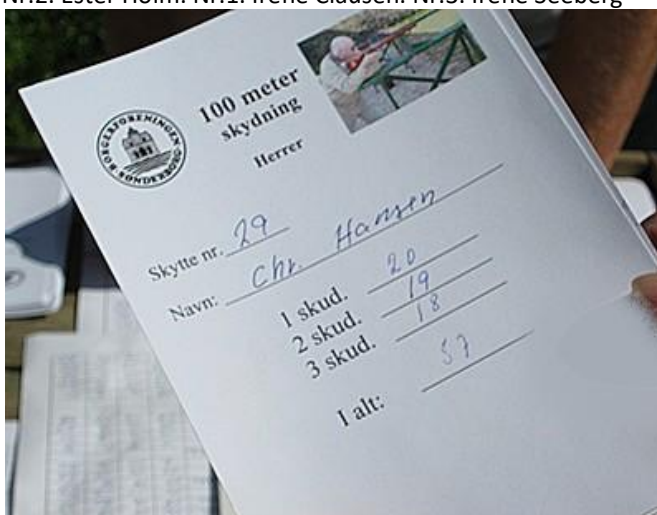 Nr.2. Ester Holm. Nr.1. Irene Clausen. Nr.3. Irene Seeberg
BORGERFORENINGEN
100 meter
skydning
Herrer
Skytte nr. 29
Navn: Chr. Hansen
1 skud. 20
2 skud. 19
3 skud. 18
I alt: 57